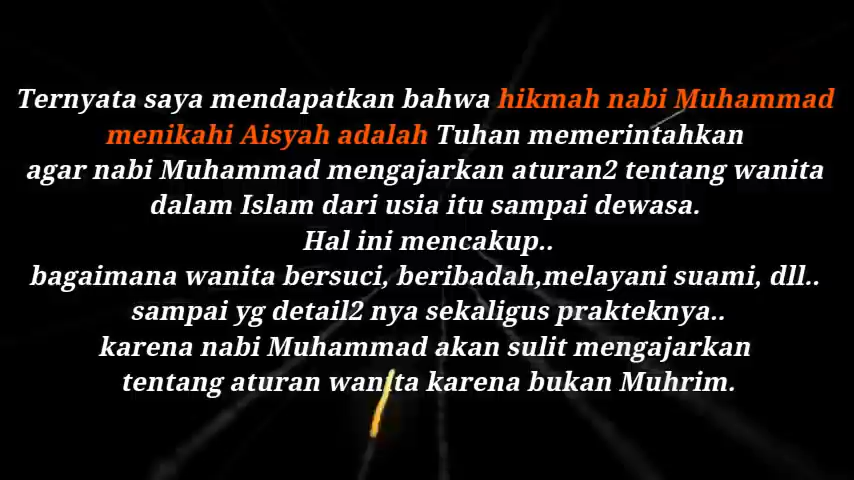 Ternyata saya mendapatkan bahwa hikmah nabi Muhammad
menikahi Aisyah adalah Tuhan memerintahkan
agar nabi Muhammad mengajarkan aturan2 tentang wanita
dalam Islam dari usia itu sampai dewasa.
Hal ini mencakup..
bagaimana wanita bersuci, beribadah,melayani suami, dll..
sampai yg detail2 nya sekaligus prakteknya..
karena nabi Muhammad akan sulit mengajarkan
tentang aturan wanita karena bukan Muhrim.